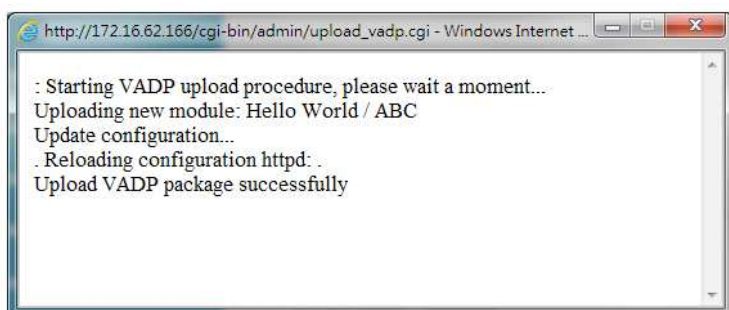 http://172.16.62.166/cgi-bin/admin/upload_vadp.cgi - Windows Internet ...
: Starting VADP upload procedure, please wait a moment...
Uploading new module: Hello World / ABC
Update configuration...
. Reloading configuration httpd: .
Upload VADP package successfully